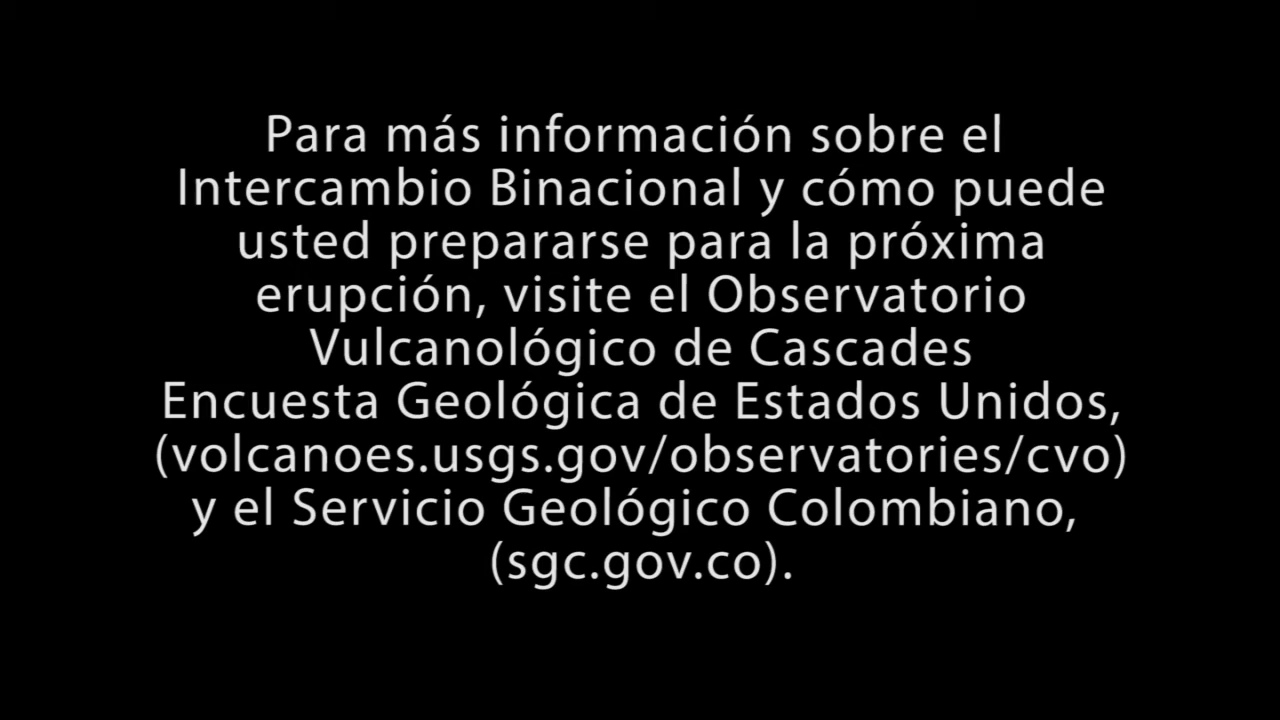 Para más información sobre el
Intercambio Binacional y cómo puede
usted prepararse para la próxima
erupción, visite el Observatorio
Vulcanológico de Cascades
Encuesta Geológica de Estados Unidos,
(volcanoes.usgs.gov/observatories/cvo)
y el Servicio Geológico Colombiano,
(sgc.gov.co).